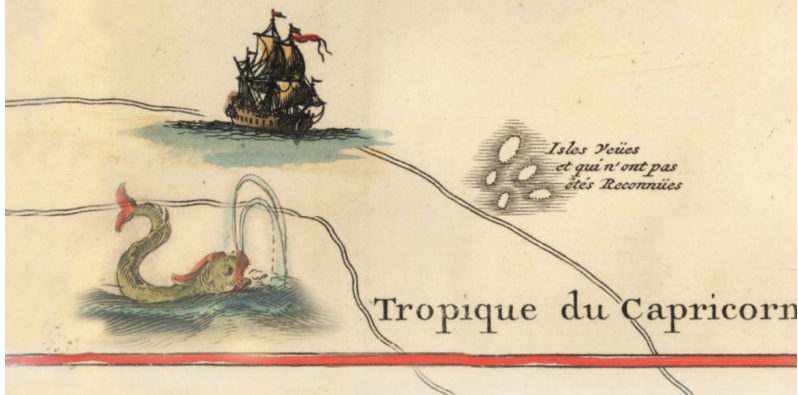 Isles Veües
et qui n'ont pas
étés Reconnües
Tropique du Capricorn